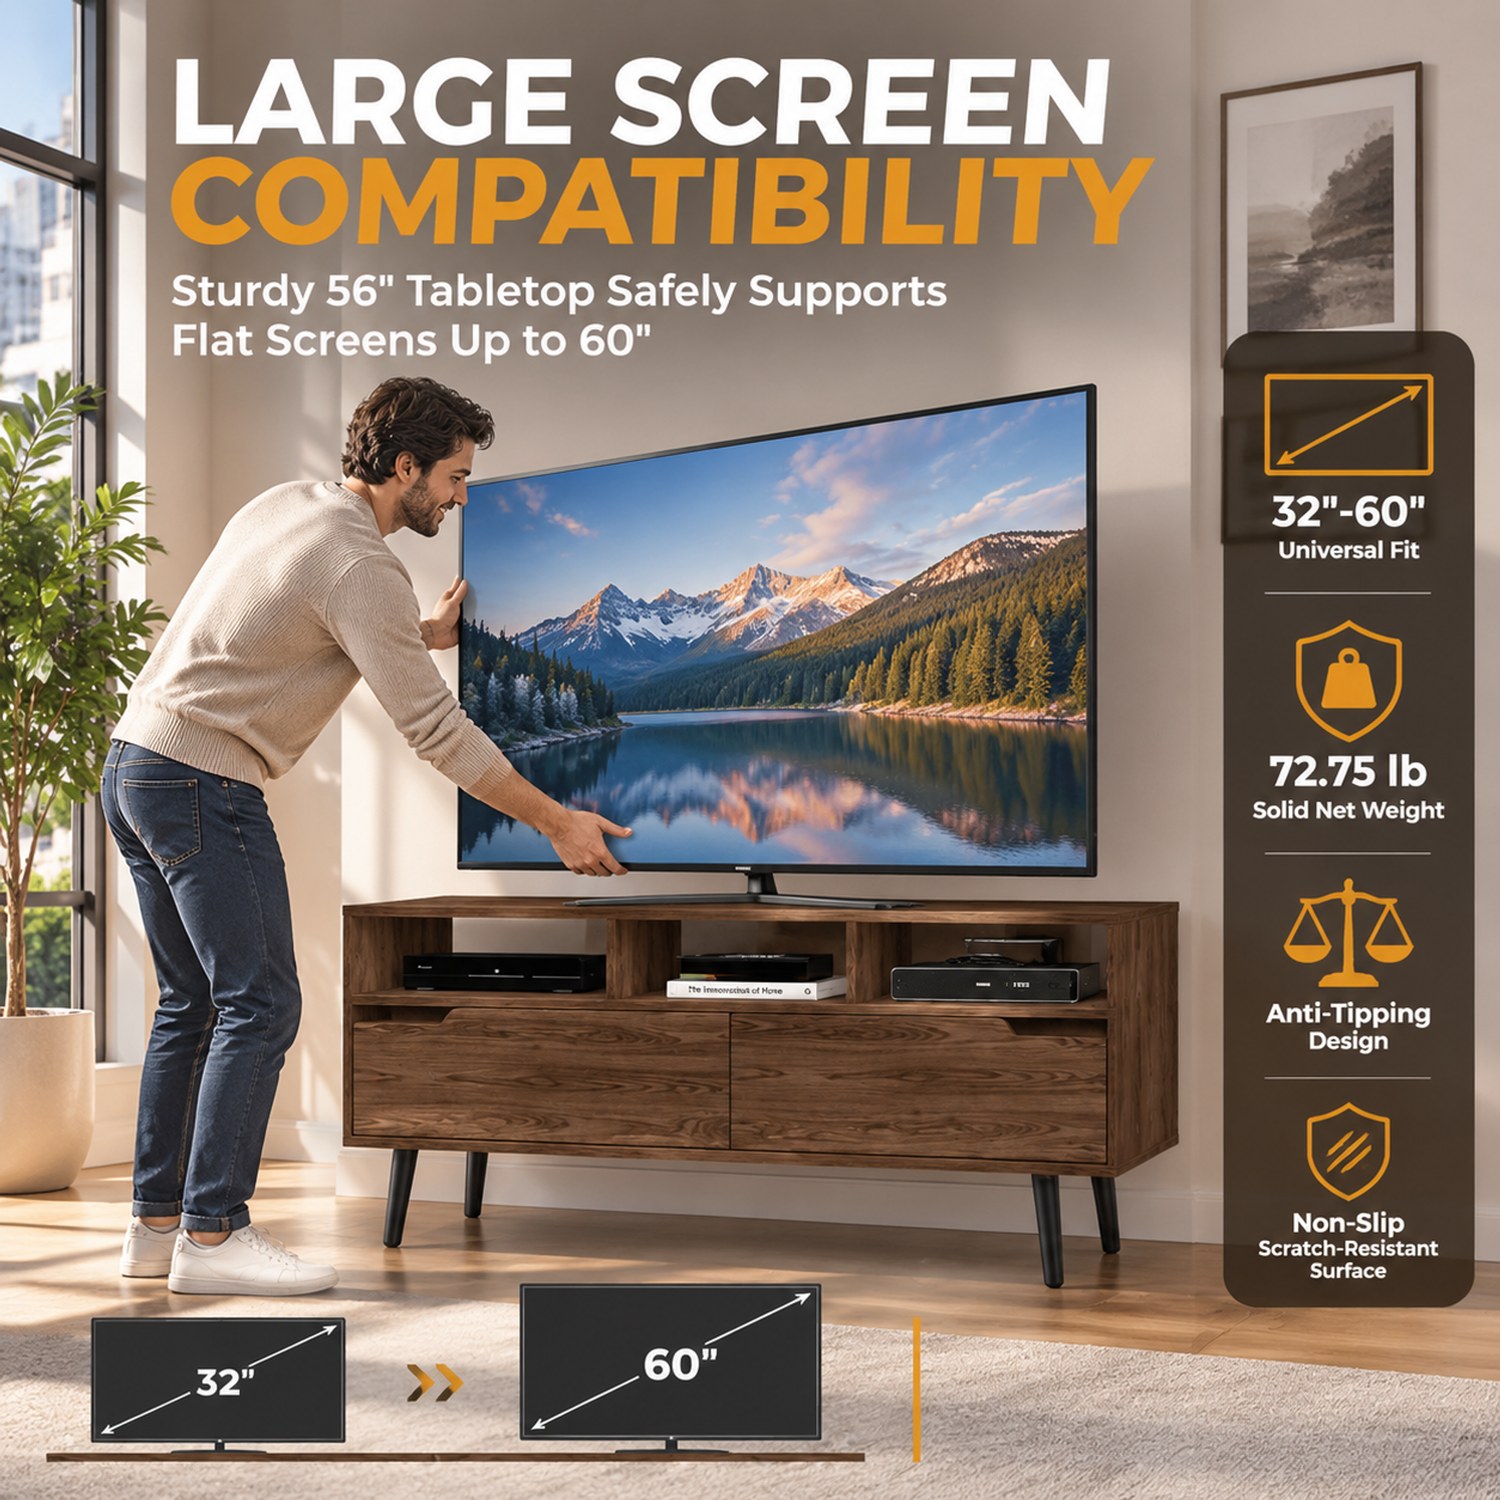 LARGE SCREEN
COMPATIBILITY
Sturdy 56" Tabletop Safely Supports
Flat Screens Up to 60"
32"-60"
Universal Fit
72.75 lb
Solid Net Weight
Anti-Tipping
Design
Non-Slip
Scratch-Resistant
Surface
32"
60"